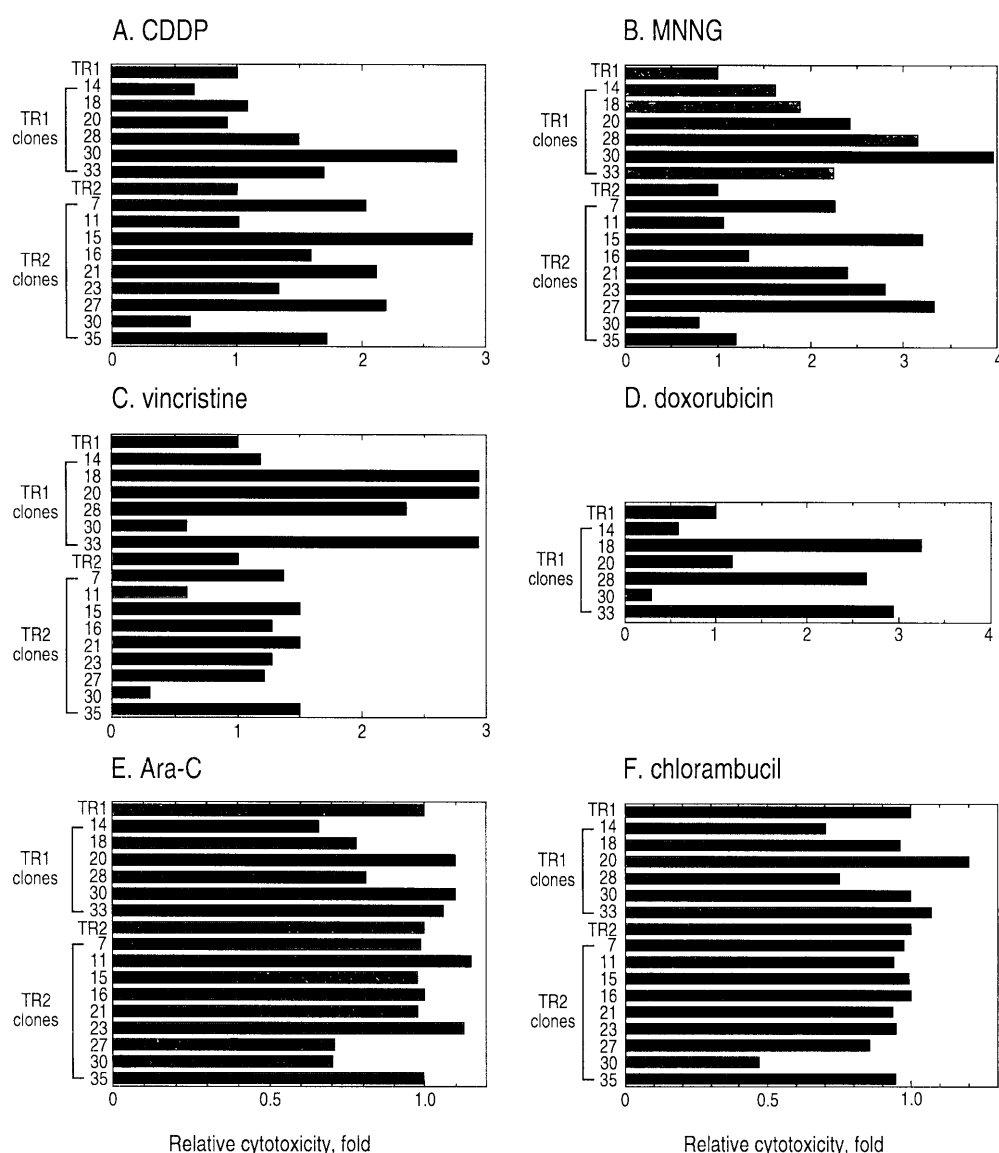 A. CDDP
TR1
14
18
20
28
30
33
TR1
clones
TR2
7
11
15
16
21
23
27
30
35
TR2
clones
0 1 2 3
B. MNNG
TR1
14
18
20
28
30
33
TR1
clones
TR2
7
11
15
16
21
23
27
30
35
TR2
clones
0 1 2 3 4
C. vincristine
TR1
14
18
20
28
30
33
TR1
clones
TR2
7
11
15
16
21
23
27
30
35
TR2
clones
0 1 2 3
D. doxorubicin
TR1
14
18
20
28
30
33
TR1
clones
0 1 2 3 4
E. Ara-C
TR1
14
18
20
28
30
33
TR1
clones
TR2
7
11
15
16
21
23
27
30
35
TR2
clones
0 0.5 1.0
Relative cytotoxicity, fold
F. chlorambucil
TR1
14
18
20
28
30
33
TR1
clones
TR2
7
11
15
16
21
23
27
30
35
TR2
clones
0 0.5 1.0
Relative cytotoxicity, fold